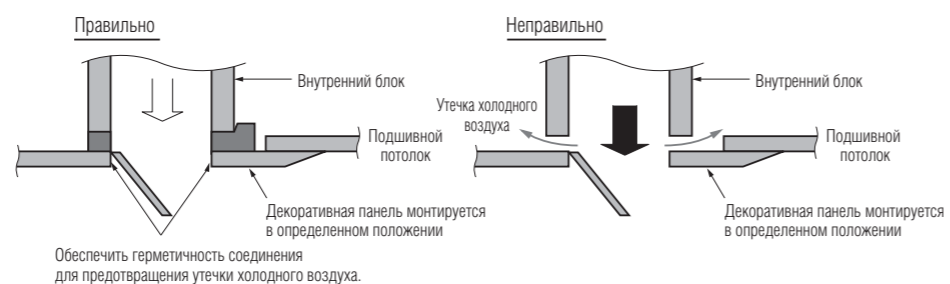 Правильно
Внутренний блок
Подшивной
потолок
Декоративная панель монтируется
в определенном положении
Обеспечить герметичность соединения
для предотвращения утечки холодного воздуха.
Неправильно
Внутренний блок
Утечка холодного
воздуха
Подшивной
потолок
Декоративная панель монтируется
в определенном положении